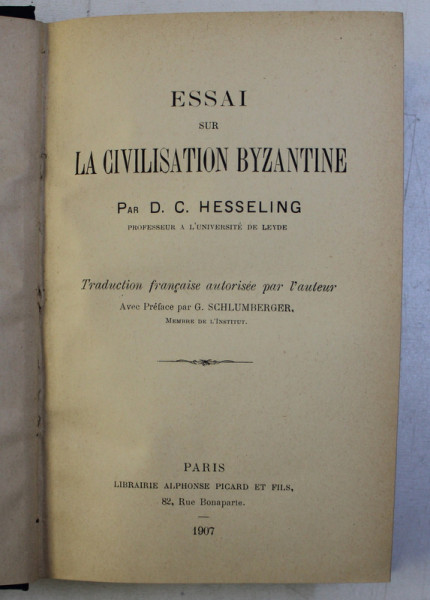 ESSAI
SUR
LA CIVILISATION BYZANTINE
PAR D. C. HESSELING
PROFESSEUR A L'UNIVERSITÉ DE LEYDE
Traduction française autorisée par l'auteur
Avec Préface par G. SCHLUMBERGER,
MEMBRE DE L'INSTITUT.
PARIS
LIBRAIRIE ALPHONSE PICARD ET FILS,
82, Rue Bonaparte.
1907